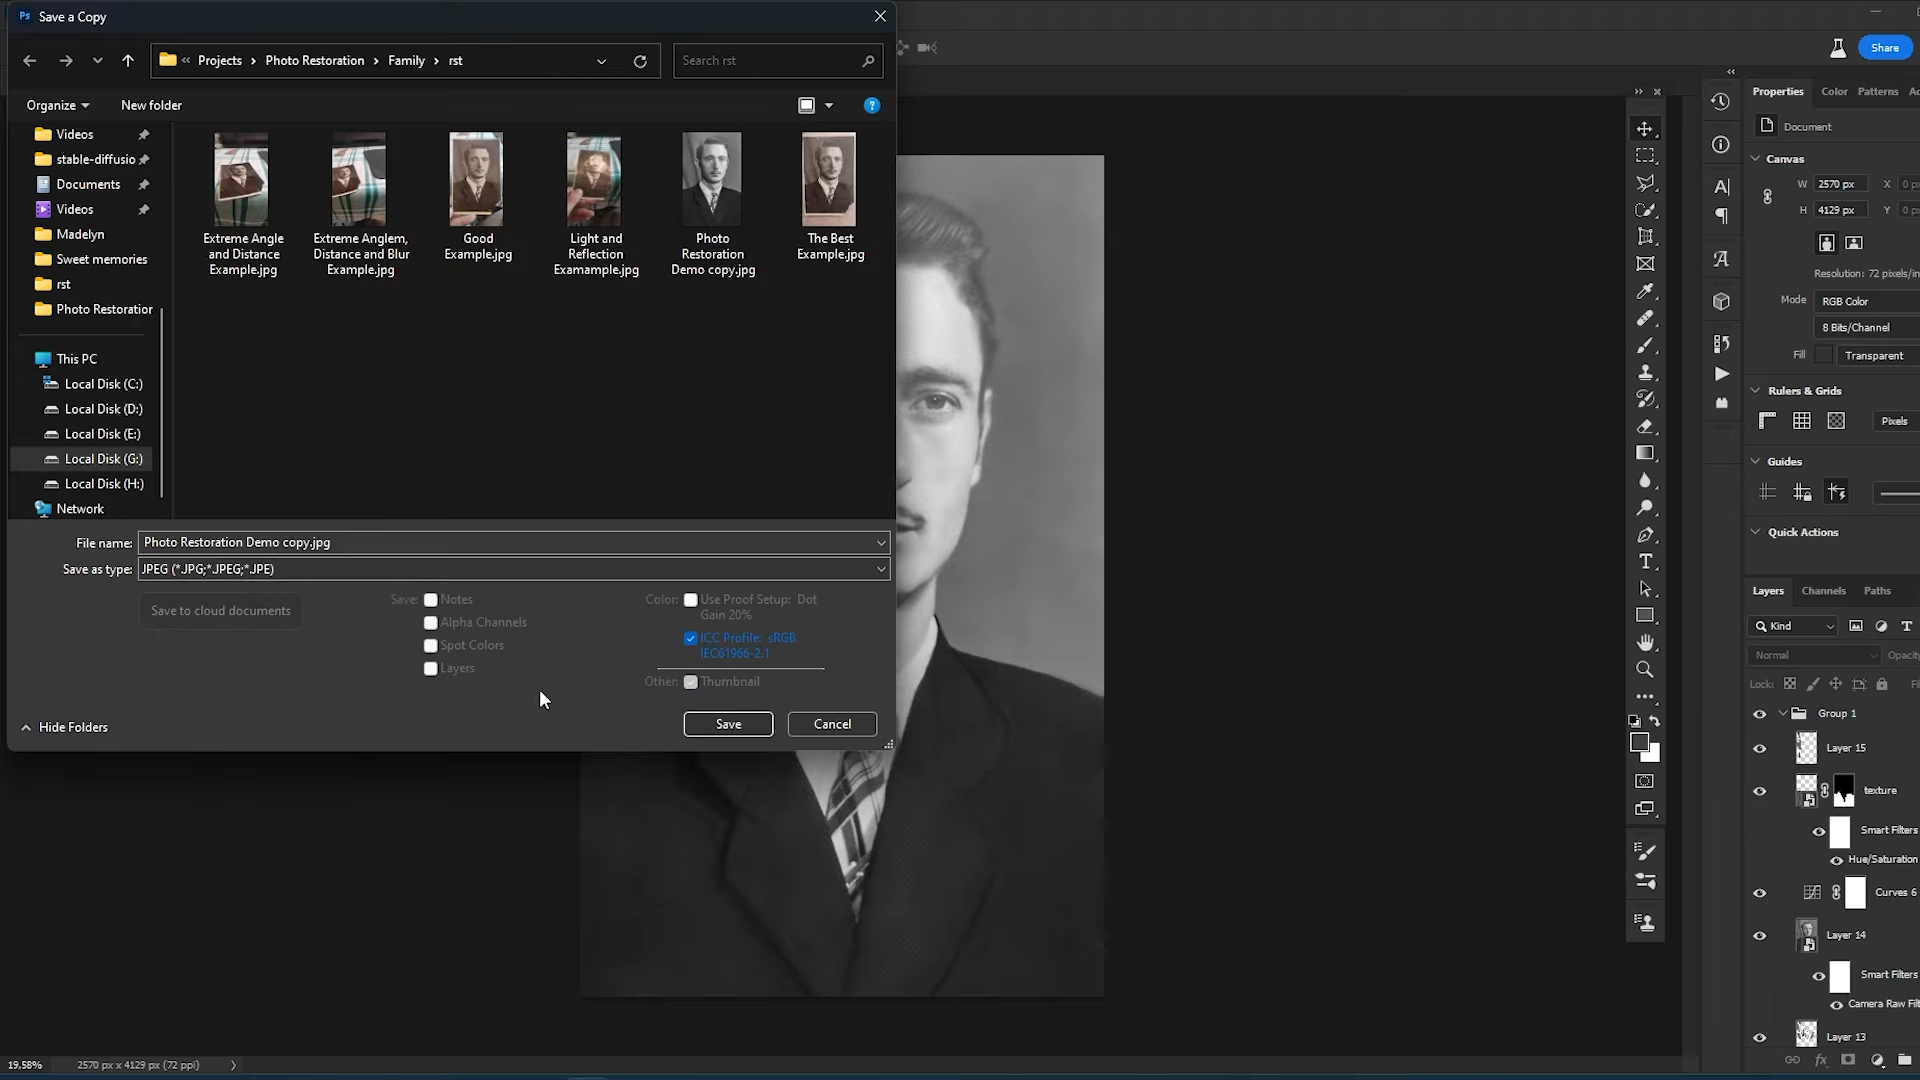 Ps Save a Copy
« Projects › Photo Restoration › Family › rst
Search rst
Share
Organize
New folder
Videos
stable-diffusio
Documents
Videos
Madelyn
Sweet memories
rst
Photo Restoration
This PC
Local Disk (C:)
Local Disk (D:)
Local Disk (E:)
Local Disk (G:)
Local Disk (H:)
Network
Extreme Angle
and Distance
Example.jpg
Extreme Anglem,
Distance and Blur
Example.jpg
Good
Example.jpg
Light and
Reflection
Examample.jpg
Photo
Restoration
Demo copy.jpg
The Best
Example.jpg
File name: Photo Restoration Demo copy.jpg
Save as type: JPEG (*.JPG;*.JPEG;*.JPE)
Save to cloud documents
Save: Notes
Alpha Channels
Spot Colors
Layers
Color: Use Proof Setup: Dot
Gain 20%
ICC Profile: sRGB
IEC61966-2.1
Other: Thumbnail
Hide Folders
Save
Cancel
19,58%
2570 px x 4129 px (72 ppi)
Properties Color Patterns
Document
Canvas
W 2570 px X 0
H 4129 px Y 0
Resolution: 72 pixels/in
Mode RGB Color
8 Bits/Channel
Fill Transparent
Rulers & Grids
Pixels
Guides
Quick Actions
Layers Channels Paths
Kind
Normal
Opacity
Lock:
Group 1
Layer 15
texture
Smart Filters
Hue/Saturation
Curves 6
Layer 14
Smart Filters
Camera Raw Filt
Layer 13